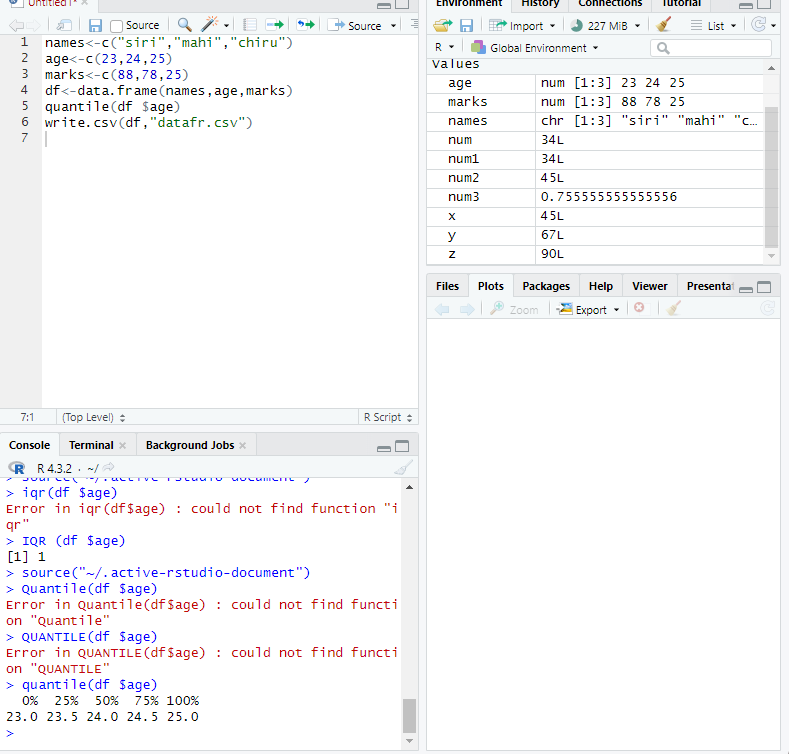 Untitled1*
Source
Source
1 names<-c("siri","mahi","chiru")
2 age<-c(23,24,25)
3 marks<-c(88,78,25)
4 df<-data.frame(names,age,marks)
5 quantile(df $age)
6 write.csv(df,"datafr.csv")
7
7:1 (Top Level) R Script
Console Terminal Background Jobs
R 4.3.2 · ~/
> source("~/.active-rstudio-document")
> iqr(df $age)
Error in iqr(df$age) : could not find function "i
qr"
> IQR (df $age)
[1] 1
> source("~/.active-rstudio-document")
> Quantile(df $age)
Error in Quantile(df$age) : could not find functi
on "Quantile"
> QUANTILE(df $age)
Error in QUANTILE(df$age) : could not find functi
on "QUANTILE"
> quantile(df $age)
0% 25% 50% 75% 100%
23.0 23.5 24.0 24.5 25.0
>
Environment History Connections Tutorial
Import 227 MiB List
R Global Environment
Values
age num [1:3] 23 24 25
marks num [1:3] 88 78 25
names chr [1:3] "siri" "mahi" "c…
num 34L
num1 34L
num2 45L
num3 0.755555555555556
x 45L
y 67L
z 90L
Files Plots Packages Help Viewer Presentat
Zoom Export